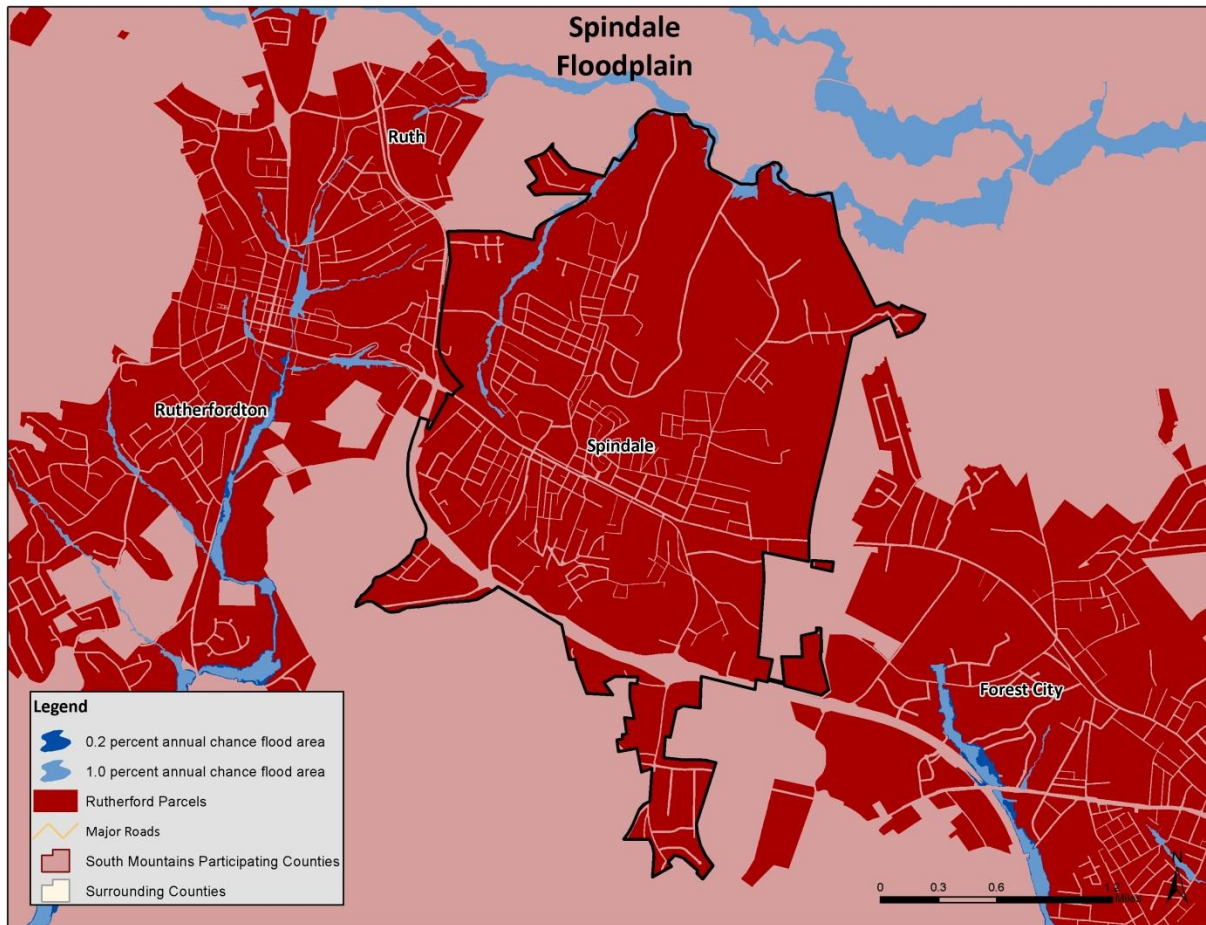 Spindale
Floodplain
Ruth
Rutherfordton
Spindale
Forest City
Legend
0.2 percent annual chance flood area
1.0 percent annual chance flood area
Rutherford Parcels
Major Roads
South Mountains Participating Counties
Surrounding Counties
N
0 0.3 0.6
Miles